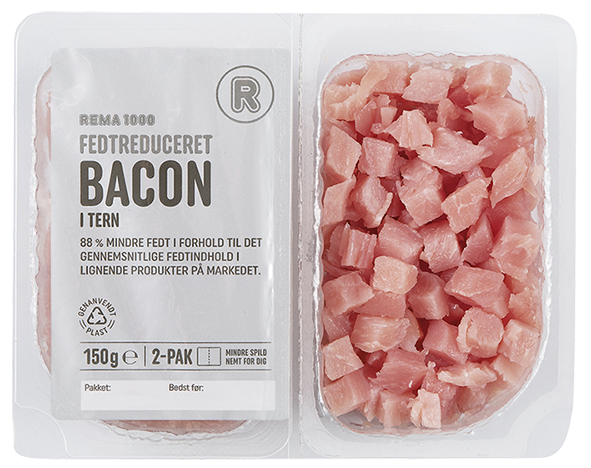 R
REMA 1000
FEDTREDUCERET
BACON
I TERN
88 % MINDRE FEDT I FORHOLD TIL DET
GENNEMSNITLIGE FEDTINDHOLD I
LIGNENDE PRODUKTER PÅ MARKEDET.
GENANVENDT
PLAST
150g ℮ 2-PAK MINDRE SPILD
NEMT FOR DIG
Pakket: Bedst før: